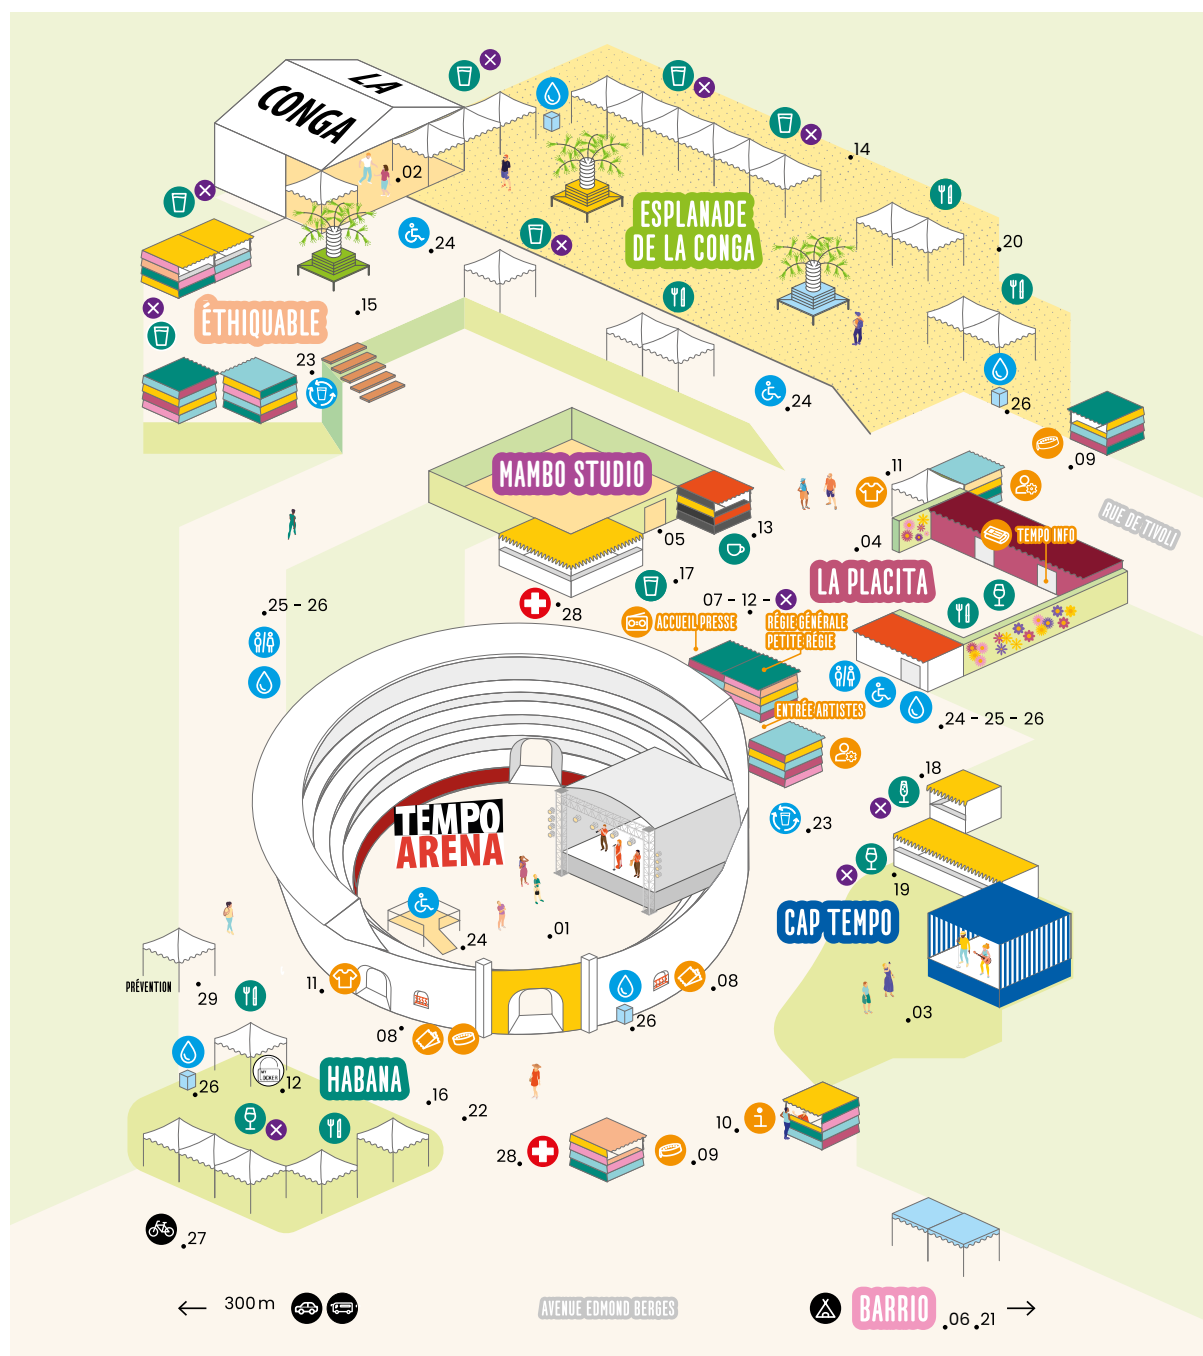 LA
CONGA
.02
.14
ESPLANADE
DE LA CONGA
.24
.20
ÉTHIQUABLE
.15
23.
.24
.26
.09
MAMBO STUDIO
.11
RUE DE TIVOLI
.13
.05
.04
TEMPO INFO
LA PLACITA
.17
07 - 12 -
.25 - 26
.28
ACCUEIL PRESSE
RÉGIE GÉNÉRALE
PETITE RÉGIE
ENTRÉE ARTISTES
.24 - 25 - 26
.18
TEMPO
ARENA
.23
.19
CAP TEMPO
.01
.24
PRÉVENTION
.29
11.
.08
.03
08.
.26
MY
LOCKER
.12
HABANA
.26
.16
.22
10.
28.
.09
.27
300 m
AVENUE EDMOND BERGES
BARRIO
.06 .21